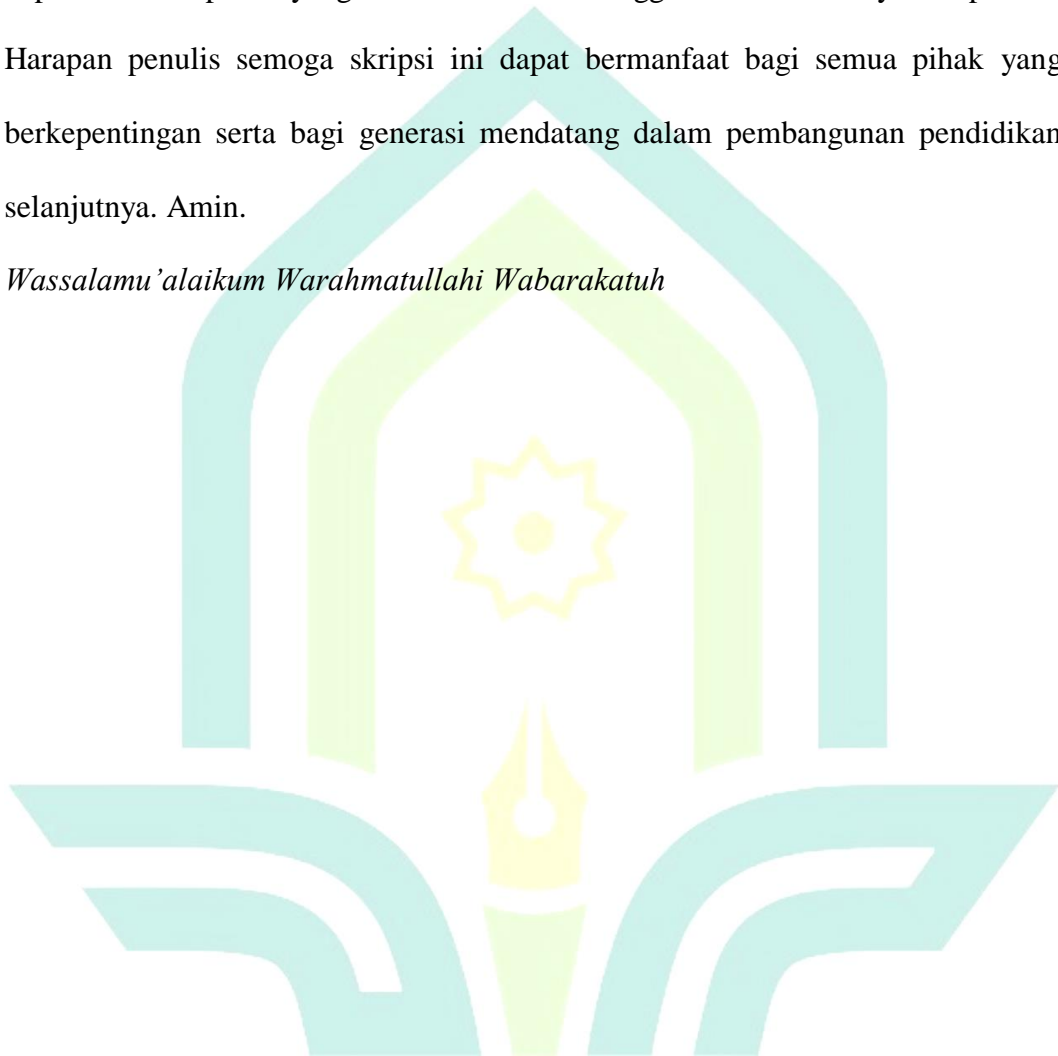 Harapan penulis semoga skripsi ini dapat bermanfaat bagi semua pihak yang
berkepentingan serta bagi generasi mendatang dalam pembangunan pendidikan
selanjutnya. Amin.
Wassalamu’alaikum Warahmatullahi Wabarakatuh